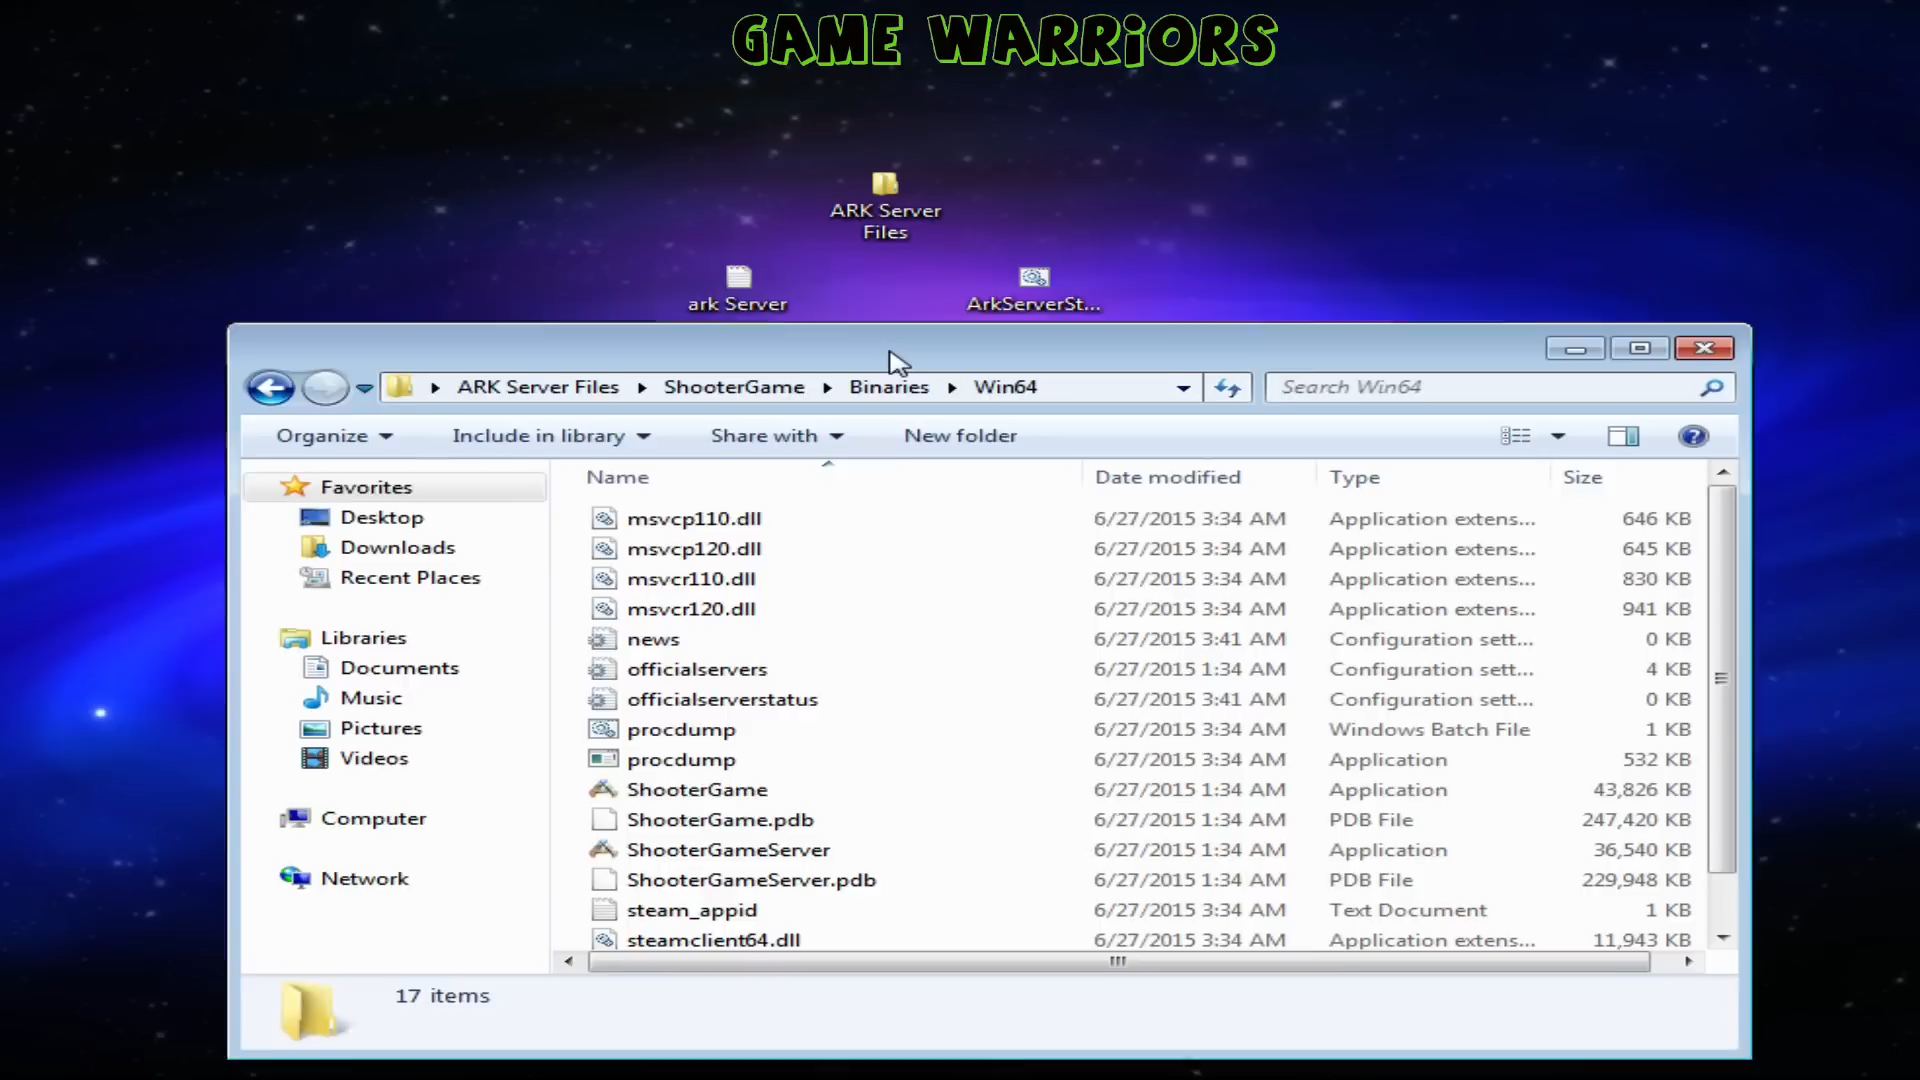 GAME WARRiORS
ARK Server
Files
ark Server
ArkServerSt...
ARK Server Files
ShooterGame
Binaries
Win64
Search Win64
Organize
Include in library
Share with
New folder
Name
Date modified
Type
Size
Favorites
Desktop
Downloads
Recent Places
Libraries
Documents
Music
Pictures
Videos
Computer
Network
msvcp110.dll 6/27/2015 3:34 AM Application extens... 646 KB
msvcp120.dll 6/27/2015 3:34 AM Application extens... 645 KB
msvcr110.dll 6/27/2015 3:34 AM Application extens... 830 KB
msvcr120.dll 6/27/2015 3:34 AM Application extens... 941 KB
news 6/27/2015 3:41 AM Configuration sett... 0 KB
officialservers 6/27/2015 1:34 AM Configuration sett... 4 KB
officialserverstatus 6/27/2015 3:41 AM Configuration sett... 0 KB
procdump 6/27/2015 3:34 AM Windows Batch File 1 KB
procdump 6/27/2015 3:34 AM Application 532 KB
ShooterGame 6/27/2015 1:34 AM Application 43,826 KB
ShooterGame.pdb 6/27/2015 1:34 AM PDB File 247,420 KB
ShooterGameServer 6/27/2015 1:34 AM Application 36,540 KB
ShooterGameServer.pdb 6/27/2015 1:34 AM PDB File 229,948 KB
steam_appid 6/27/2015 3:34 AM Text Document 1 KB
steamclient64.dll 6/27/2015 3:34 AM Application extens... 11,943 KB
17 items